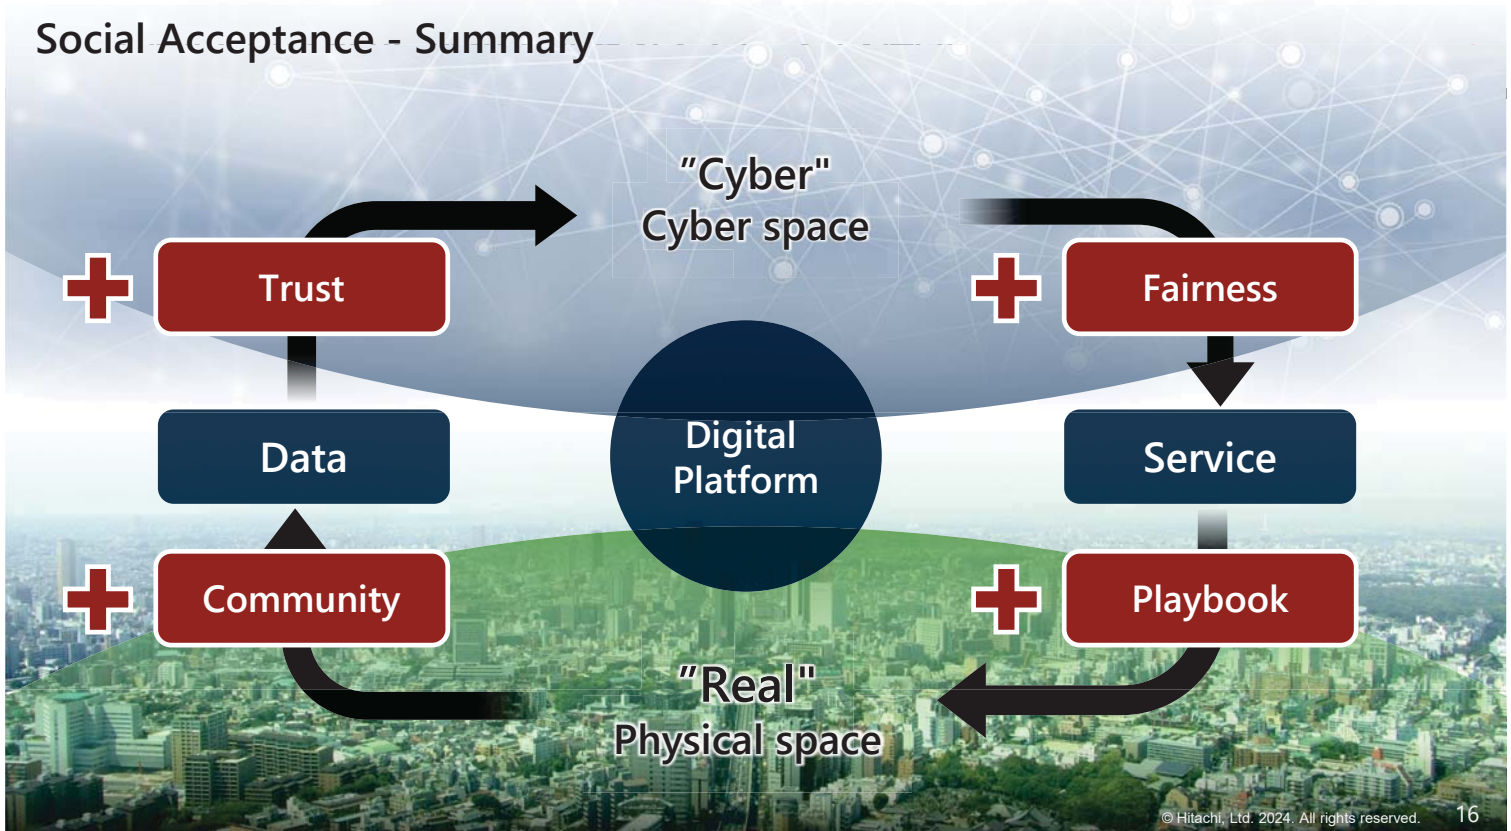 Social Acceptance - Summary
”Cyber"
Cyber space
Trust
Fairness
Data
Digital
Platform
Service
Community
Playbook
”Real"
Physical space
© Hitachi, Ltd. 2024. All rights reserved.
16